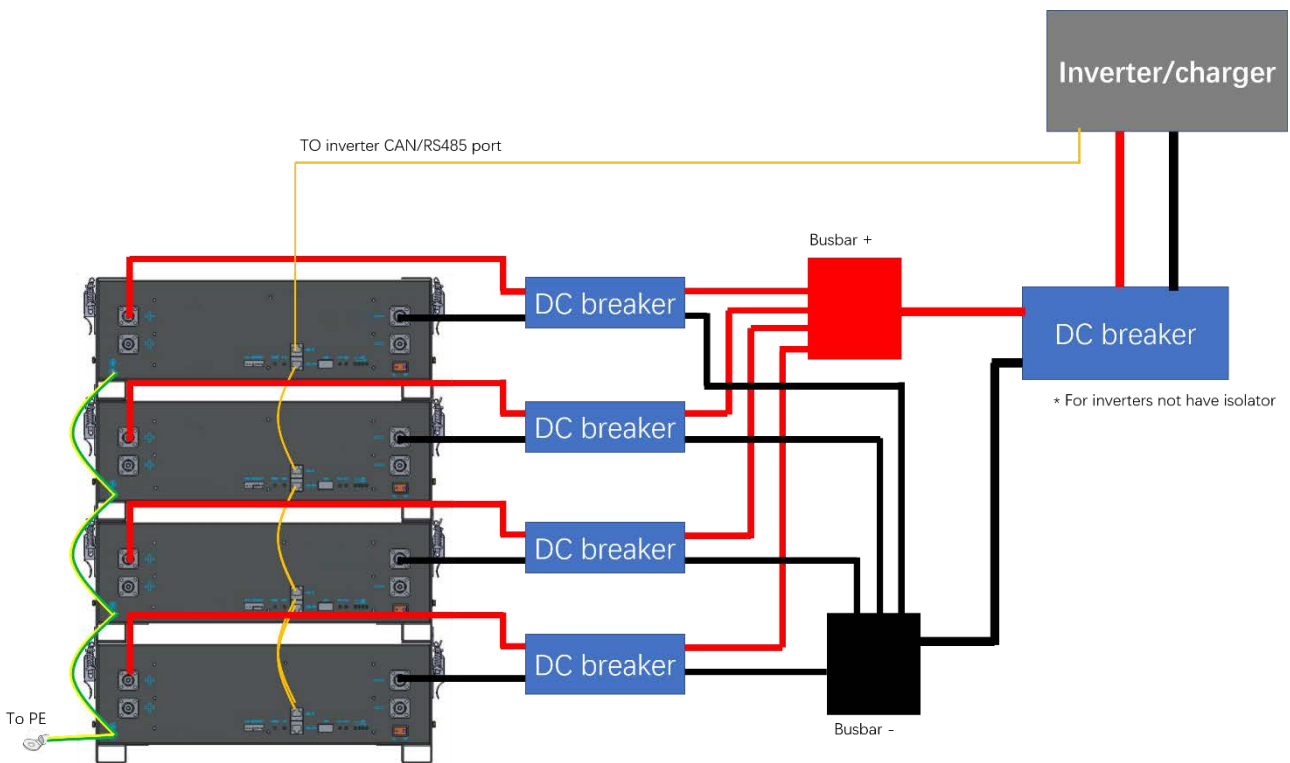 Inverter/charger
TO inverter CAN/RS485 port
Busbar +
DC breaker
DC breaker
* For inverters not have isolator
DC breaker
DC breaker
DC breaker
To PE
Busbar -